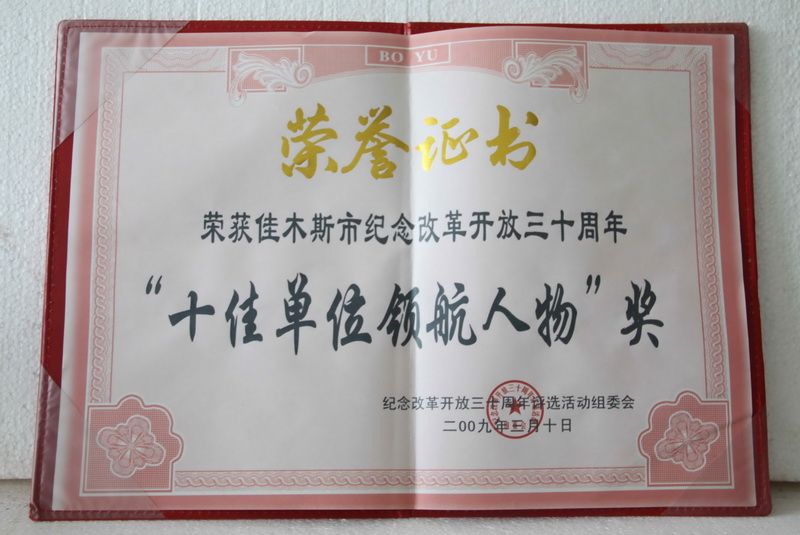 BO YU
荣誉证书
荣获佳木斯市纪念改革开放三十周年
“十佳单位领航人物”奖
纪念改革开放三十周年评选活动组委会
二00九年三月十日